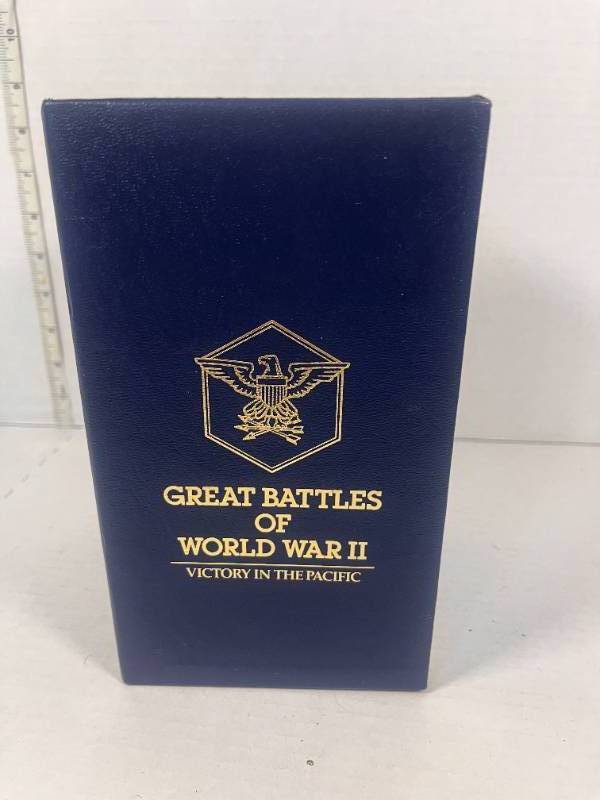 GREAT BATTLES
OF
WORLD WAR II
VICTORY IN THE PACIFIC